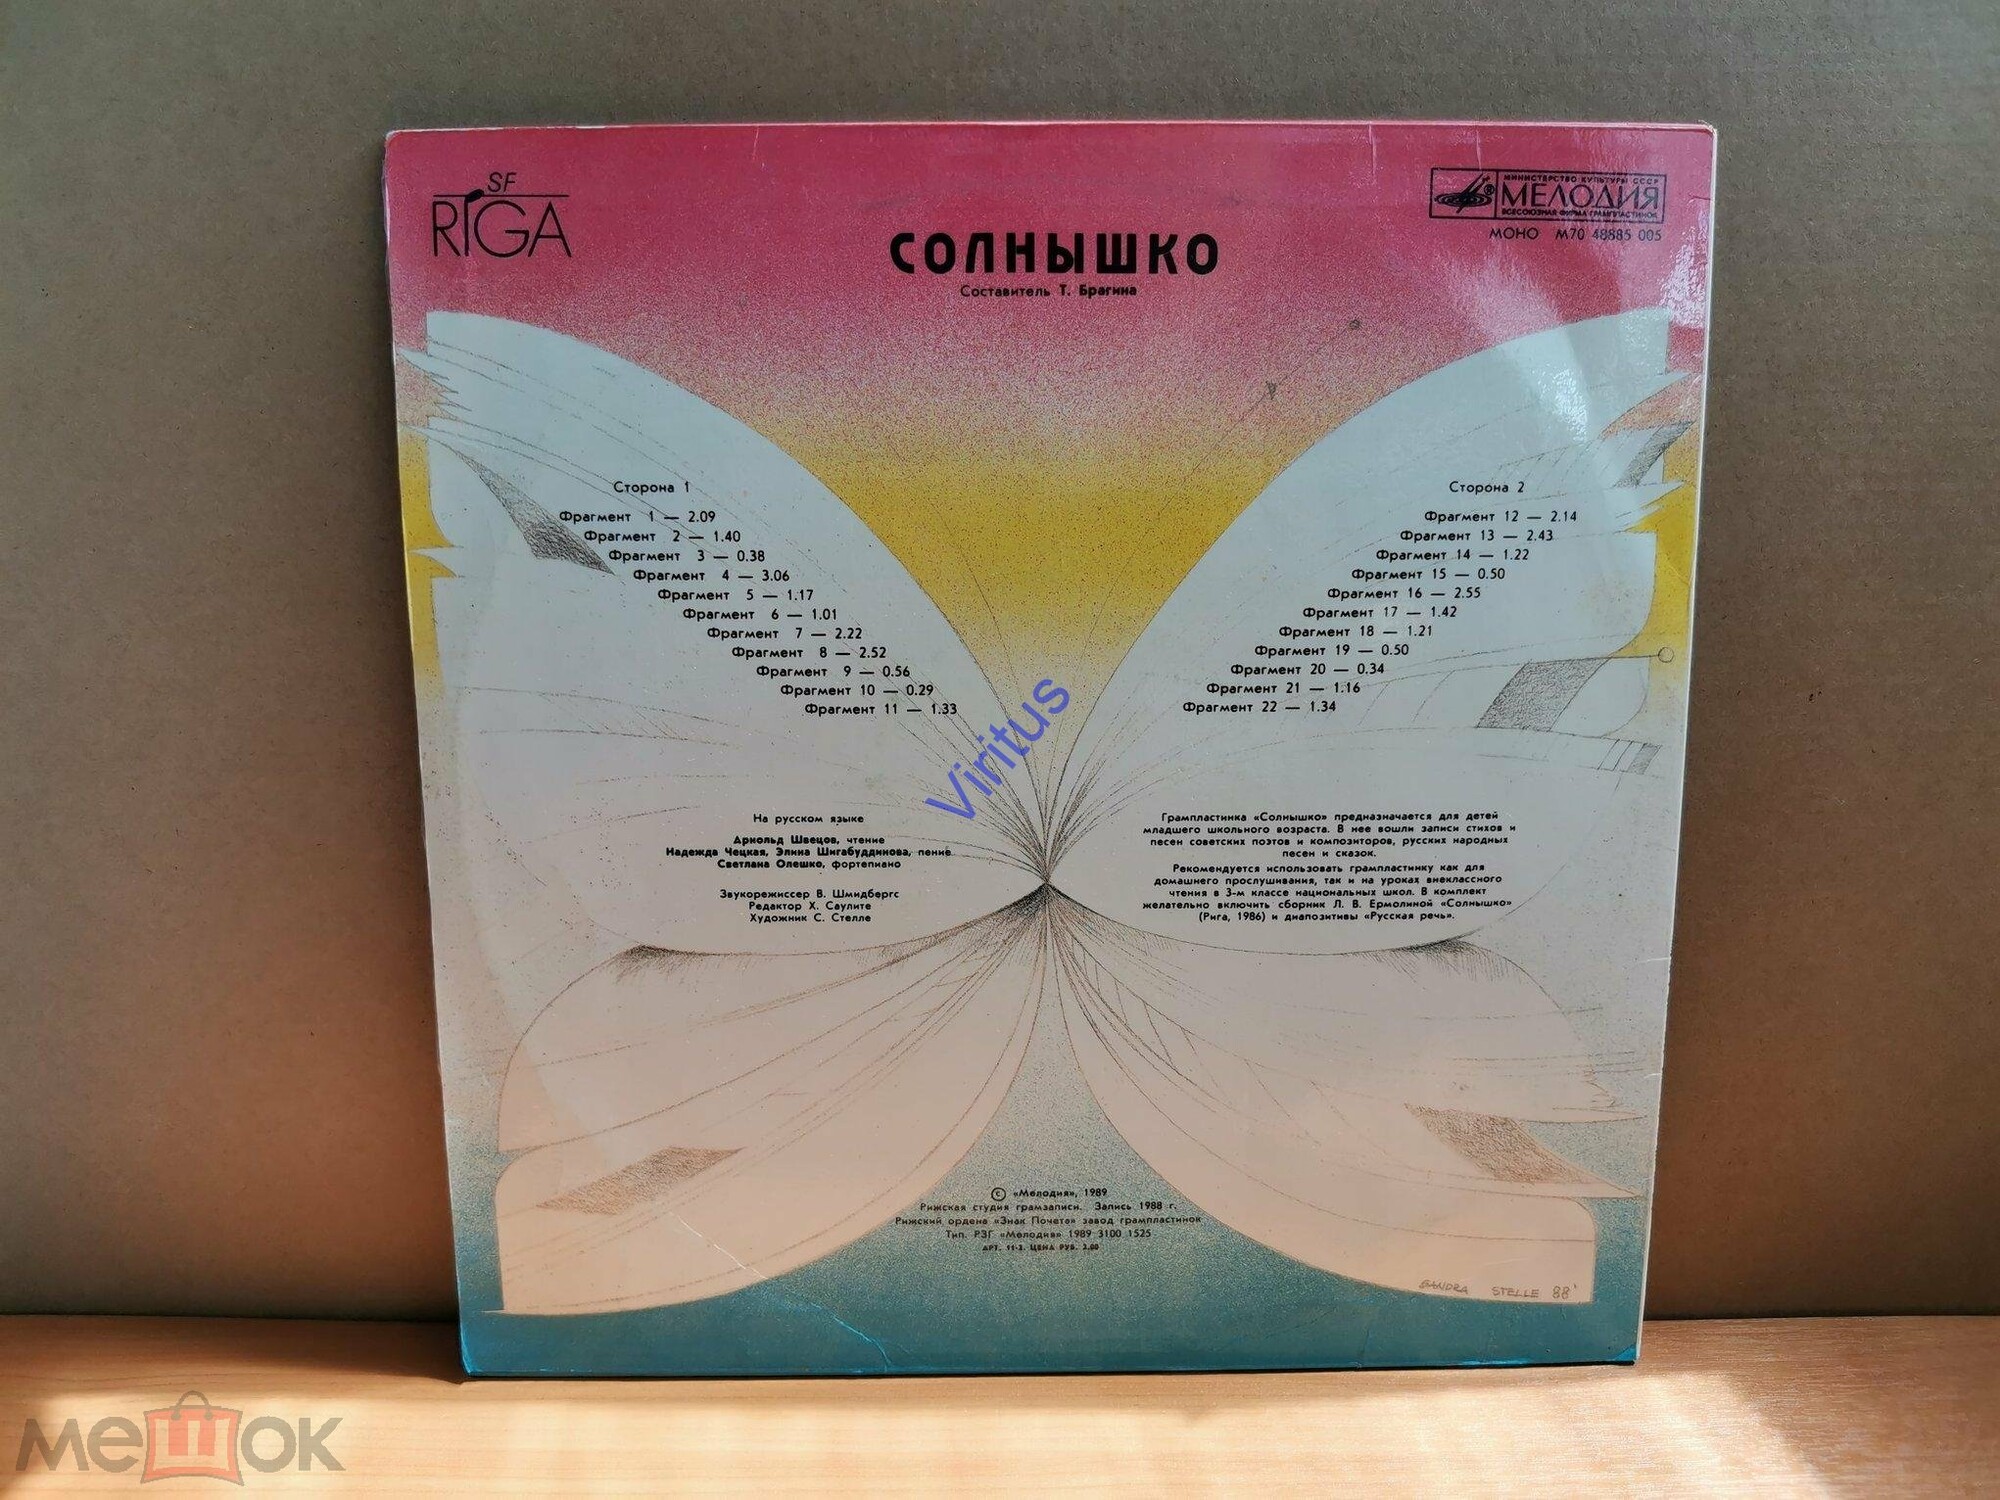 SF
RIGA
МИНИСТЕРСТВО КУЛЬТУРЫ СССР
МЕЛОДИЯ
ВСЕСОЮЗНАЯ ФИРМА ГРАМПЛАСТИНОК
МОНО М70 48885 005
СОЛНЫШКО
Составитель Т. Брагина
Сторона 1
Фрагмент 1 — 2.09
Фрагмент 2 — 1.40
Фрагмент 3 — 0.38
Фрагмент 4 — 3.06
Фрагмент 5 — 1.17
Фрагмент 6 — 1.01
Фрагмент 7 — 2.22
Фрагмент 8 — 2.52
Фрагмент 9 — 0.56
Фрагмент 10 — 0.29
Фрагмент 11 — 1.33
Сторона 2
Фрагмент 12 — 2.14
Фрагмент 13 — 2.43
Фрагмент 14 — 1.22
Фрагмент 15 — 0.50
Фрагмент 16 — 2.55
Фрагмент 17 — 1.42
Фрагмент 18 — 1.21
Фрагмент 19 — 0.50
Фрагмент 20 — 0.34
Фрагмент 21 — 1.16
Фрагмент 22 — 1.34
Viritus
На русском языке
Арнольд Швецов, чтение
Надежда Чецкая, Элина Шигабуддинова, пение
Светлана Олешко, фортепиано
Звукорежиссер В. Шмидбергс
Редактор Х. Саулите
Художник С. Стелле
Грампластинка «Солнышко» предназначается для детей
младшего школьного возраста. В нее вошли записи стихов и
песен советских поэтов и композиторов, русских народных
песен и сказок.
Рекомендуется использовать грампластинку как для
домашнего прослушивания, так и на уроках внеклассного
чтения в 3-м классе национальных школ. В комплект
желательно включить сборник Л. В. Ермолиной «Солнышко»
(Рига, 1986) и диапозитивы «Русская речь».
© «Мелодия», 1989
Рижская студия грамзаписи. Запись 1988 г.
Рижский ордена «Знак Почета» завод грампластинок
Тип. РЗГ «Мелодия» 1989 3100 1525
АРТ. 11-3. ЦЕНА РУБ. 2.00
SANDRA STELLE 88'
мешок